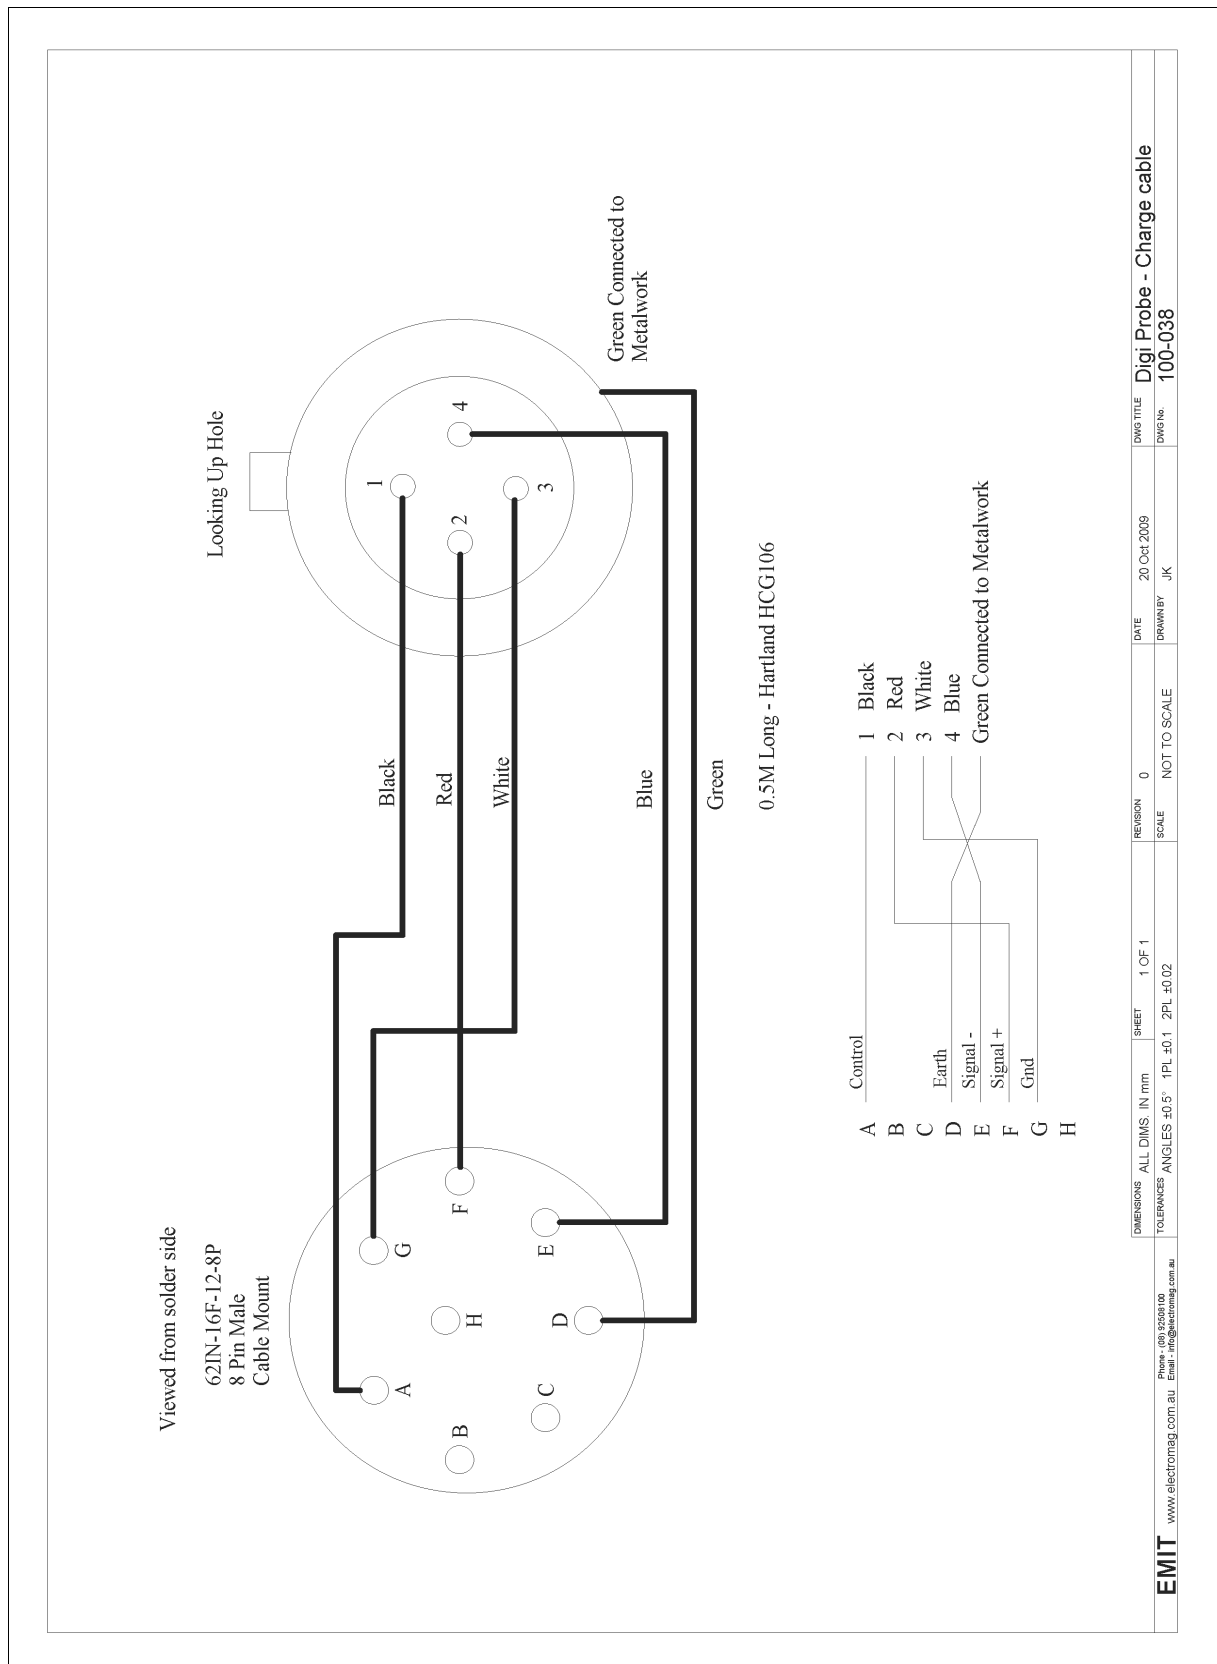 Viewed from solder side
62IN-16F-12-8P
8 Pin Male
Cable Mount
Looking Up Hole
A
B
C
D
E
F
G
H
1
2
3
4
Black
Red
White
Blue
Green
Green Connected to
Metalwork
0.5M Long - Hartland HCG106
A Control 1 Black
B 2 Red
C 3 White
D Earth 4 Blue
E Signal - Green Connected to Metalwork
F Signal +
G Gnd
H
EMIT
www.electromag.com.au
Phone - (08) 92508100
Email - info@electromag.com.au
DIMENSIONS ALL DIMS. IN mm
TOLERANCES ANGLES ±0.5° 1PL ±0.1 2PL ±0.02
SHEET 1 OF 1
REVISION 0
SCALE NOT TO SCALE
DATE 20 Oct 2009
DRAWN BY JK
DWG TITLE Digi Probe - Charge cable
DWG No. 100-038